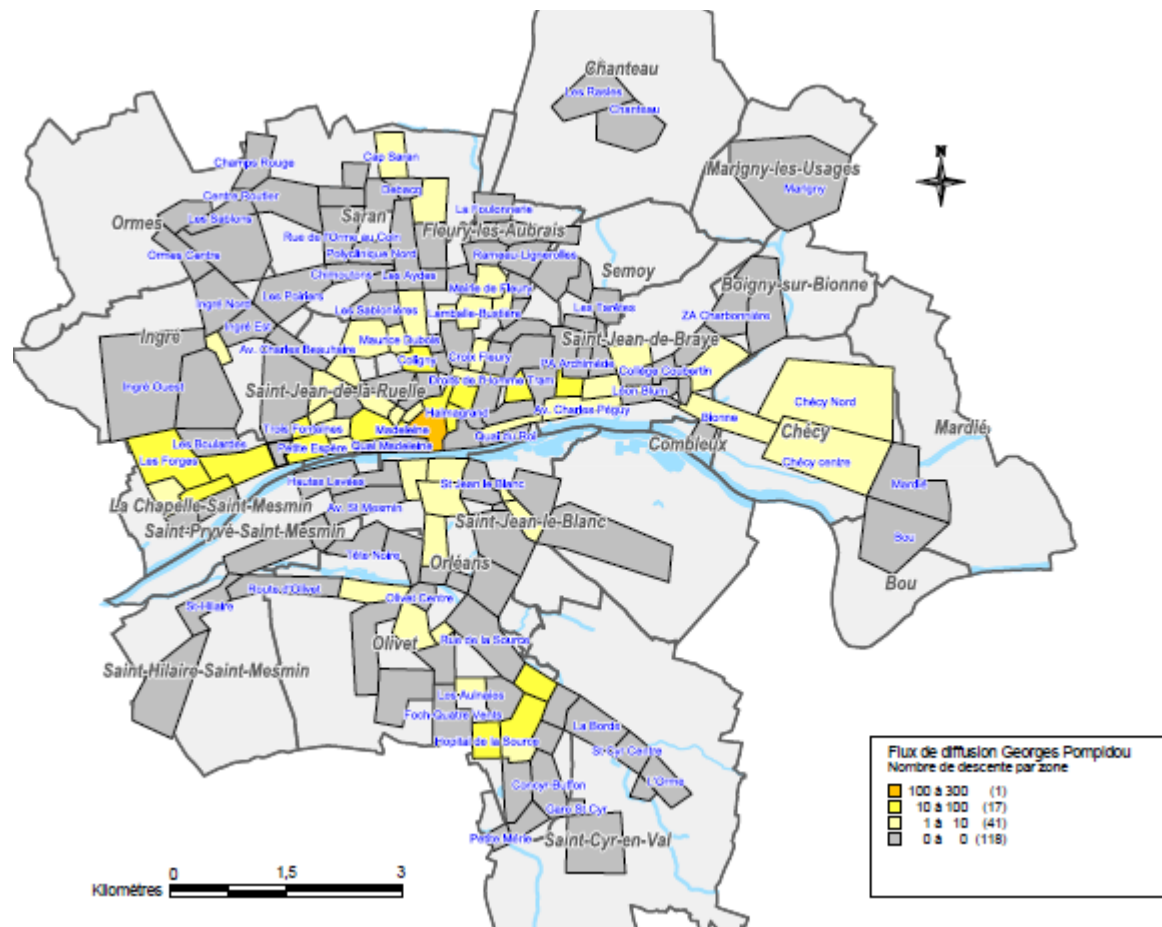 Chanteau
Les Rasles
Chanteau
Cap Saran
Champs Rouge
Marigny-les-Usages
Marigny
N
Debacq
Centre Routier
Les Sablons
La Foulonnerie
Ormes
Saran
Fleury-les-Aubrais
Rue de l'Orme au Coin
Ormes Centre
Polyclinique Nord
Rameau-Lignerolles
Semoy
Chimoutons
Les Aydes
Boigny-sur-Bionne
Mairie de Fleury
Les Poiriers
Ingré Nord
Les Sablonières
Lamballe-Bustière
Les Tarêtes
ZA Charbonnière
Ingré Est
Ingré
Maurice Dubois
Saint-Jean-de-Braye
Av. Charles Beauhaire
Coligny
Croix Fleury
PA Archimède
Collège Coubertin
Ingré Ouest
Saint-Jean-de-la-Ruelle
Droits de l'Homme Tram
Léon Blum
Chécy Nord
Halmagrand
Av. Charles Péguy
Bionne
Trois Fontaines
Madeleine
Quai du Roi
Chécy
Mardié
Les Boulardes
Petite Espère
Quai Madeleine
Combleux
Les Forges
Chécy centre
Hautes Levées
St Jean le Blanc
Mardié
La Chapelle-Saint-Mesmin
Av. St Mesmin
Saint-Jean-le-Blanc
Saint-Pryvé-Saint-Mesmin
Bou
Tête Noire
Orléans
Bou
Route d'Olivet
Olivet Centre
St-Hilaire
Olivet
Rue de la Source
Saint-Hilaire-Saint-Mesmin
Les Aulnaies
Foch-Quatre Vents
La Borde
Hopital de la Source
St Cyr Centre
Concyr-Buffon
L'Orme
Gare St Cyr
Petite Mérie
Saint-Cyr-en-Val
Flux de diffusion Georges Pompidou
Nombre de descente par zone
100 à 300 (1)
10 à 100 (17)
1 à 10 (41)
0 à 0 (118)
0 1,5 3
Kilomètres